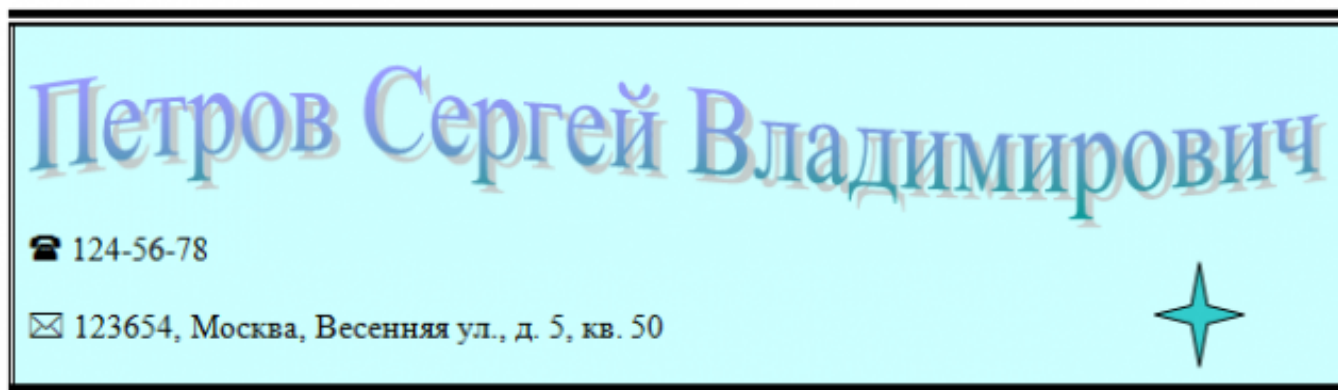 Петров Сергей Владимирович
☎ 124-56-78
✉ 123654, Москва, Весенняя ул., д. 5, кв. 50